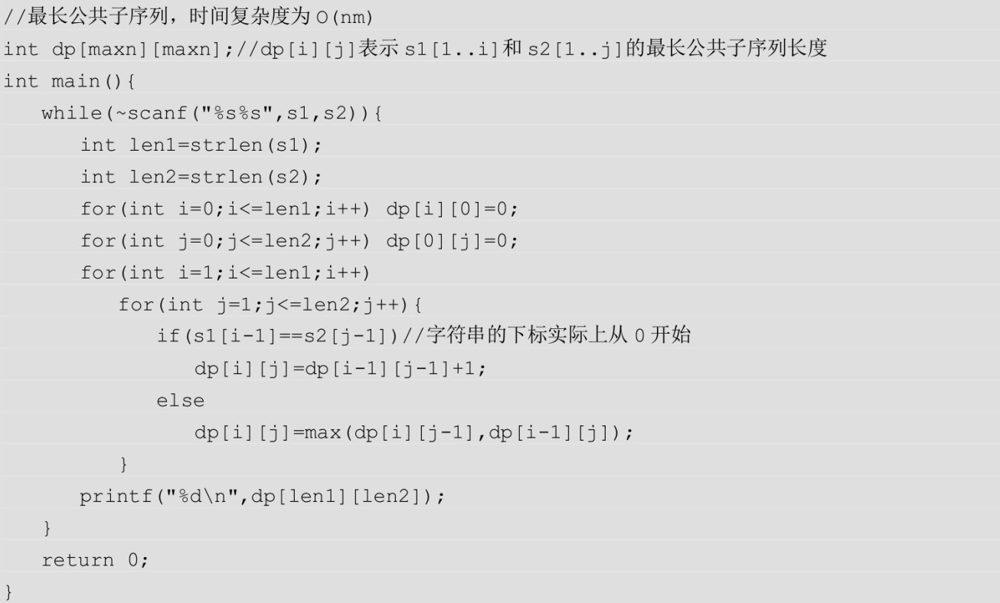 //最长公共子序列，时间复杂度为 O(nm)
int dp[maxn][maxn];//dp[i][j]表示 s1[1..i]和 s2[1..j]的最长公共子序列长度
int main(){
   while(~scanf("%s%s",s1,s2)){
      int len1=strlen(s1);
      int len2=strlen(s2);
      for(int i=0;i<=len1;i++) dp[i][0]=0;
      for(int j=0;j<=len2;j++) dp[0][j]=0;
      for(int i=1;i<=len1;i++)
         for(int j=1;j<=len2;j++){
            if(s1[i-1]==s2[j-1])//字符串的下标实际上从 0 开始
               dp[i][j]=dp[i-1][j-1]+1;
            else
               dp[i][j]=max(dp[i][j-1],dp[i-1][j]);
         }
      printf("%d\n",dp[len1][len2]);
   }
   return 0;
}